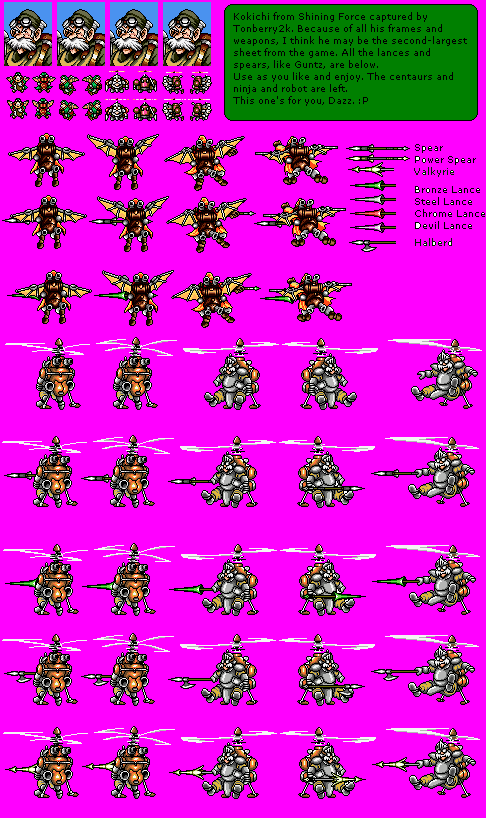 Kokichi from Shining Force captured by
Tonberry2k. Because of all his frames and
weapons, I think he may be the second-largest
sheet from the game. All the lances and
spears, like Guntz, are below.
Use as you like and enjoy. The centaurs and
ninja and robot are left.
This one's for you, Dazz. :P
Spear
Power Spear
Valkyrie
Bronze Lance
Steel Lance
Chrome Lance
Devil Lance
Halberd